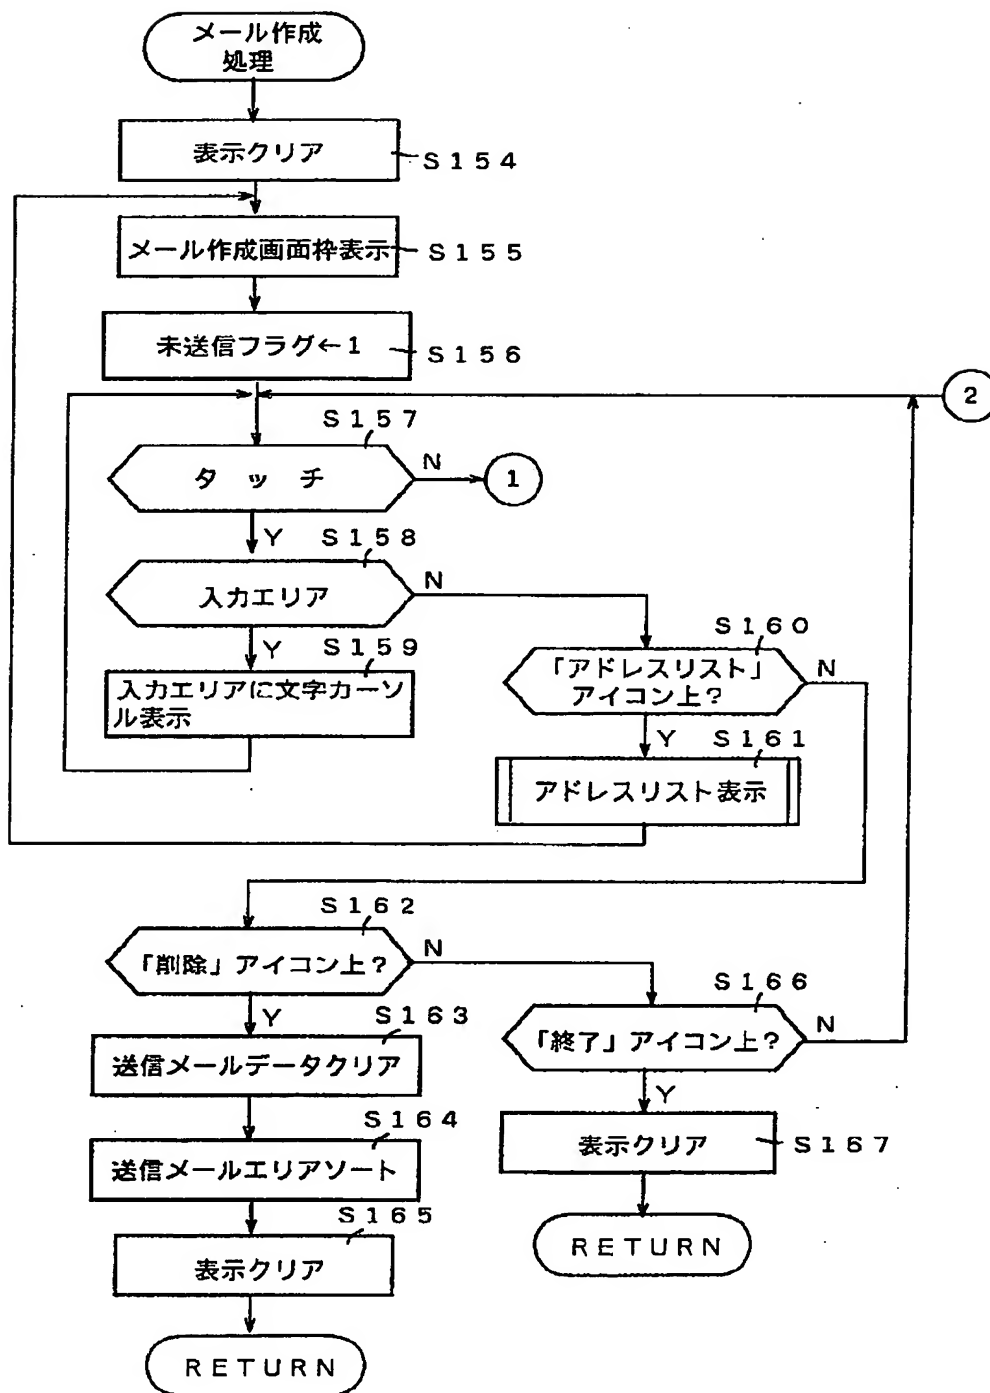 メール作成
処理
表示クリア
S154
メール作成画面枠表示
S155
未送信フラグ←1
S156
2
S157
タッチ
N
1
Y
S158
入力エリア
N
Y
S159
入力エリアに文字カーソ
ル表示
S160
「アドレスリスト」
アイコン上?
N
Y
S161
アドレスリスト表示
S162
「削除」アイコン上?
N
Y
S163
送信メールデータクリア
S164
送信メールエリアソート
S165
表示クリア
RETURN
S166
「終了」アイコン上?
N
Y
表示クリア
S167
RETURN